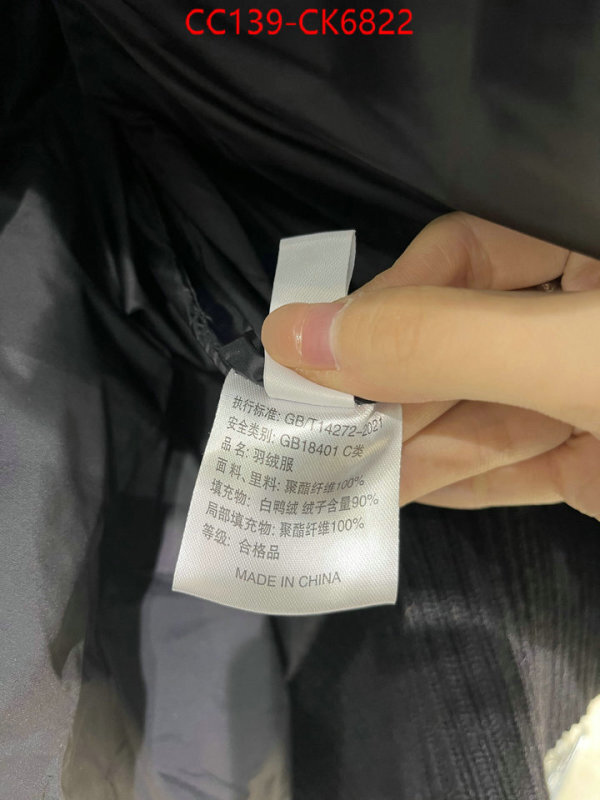 CC139-CK6822
执行标准: GB/T14272-2021
安全类别: GB18401 C类
品名: 羽绒服
面料、里料: 聚酯纤维100%
填充物: 白鸭绒 绒子含量90%
局部填充物: 聚酯纤维100%
等级: 合格品
MADE IN CHINA